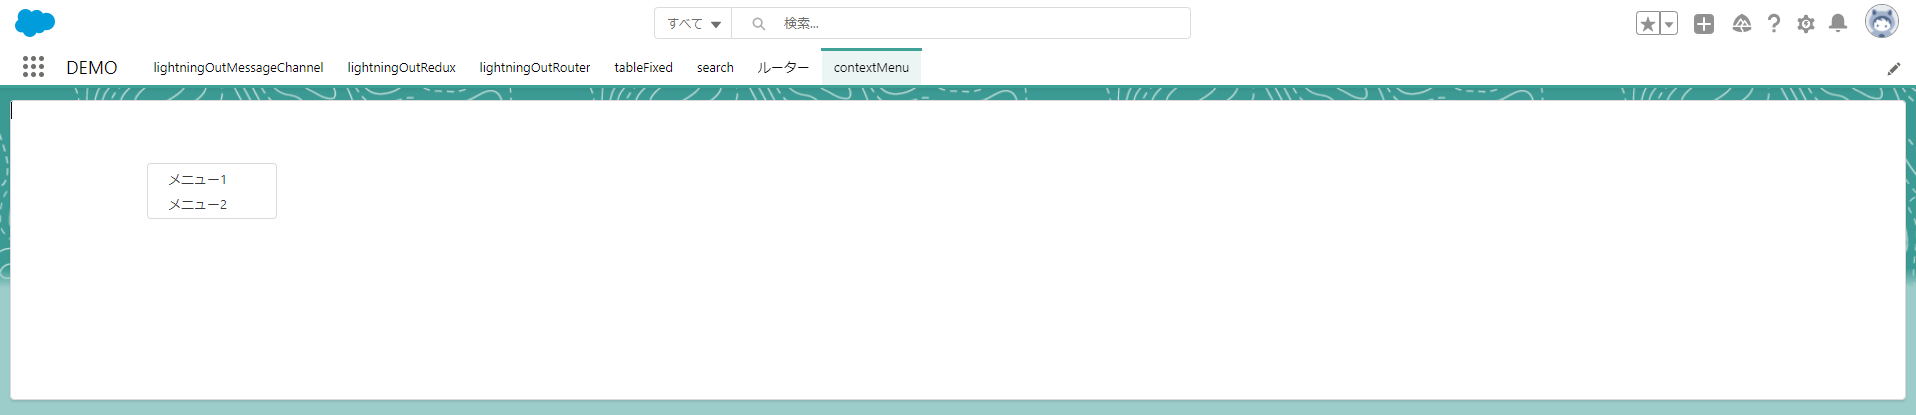 すべて 検索...
DEMO lightningOutMessageChannel lightningOutRedux lightningOutRouter tableFixed search ルーター contextMenu
メニュー1
メニュー2